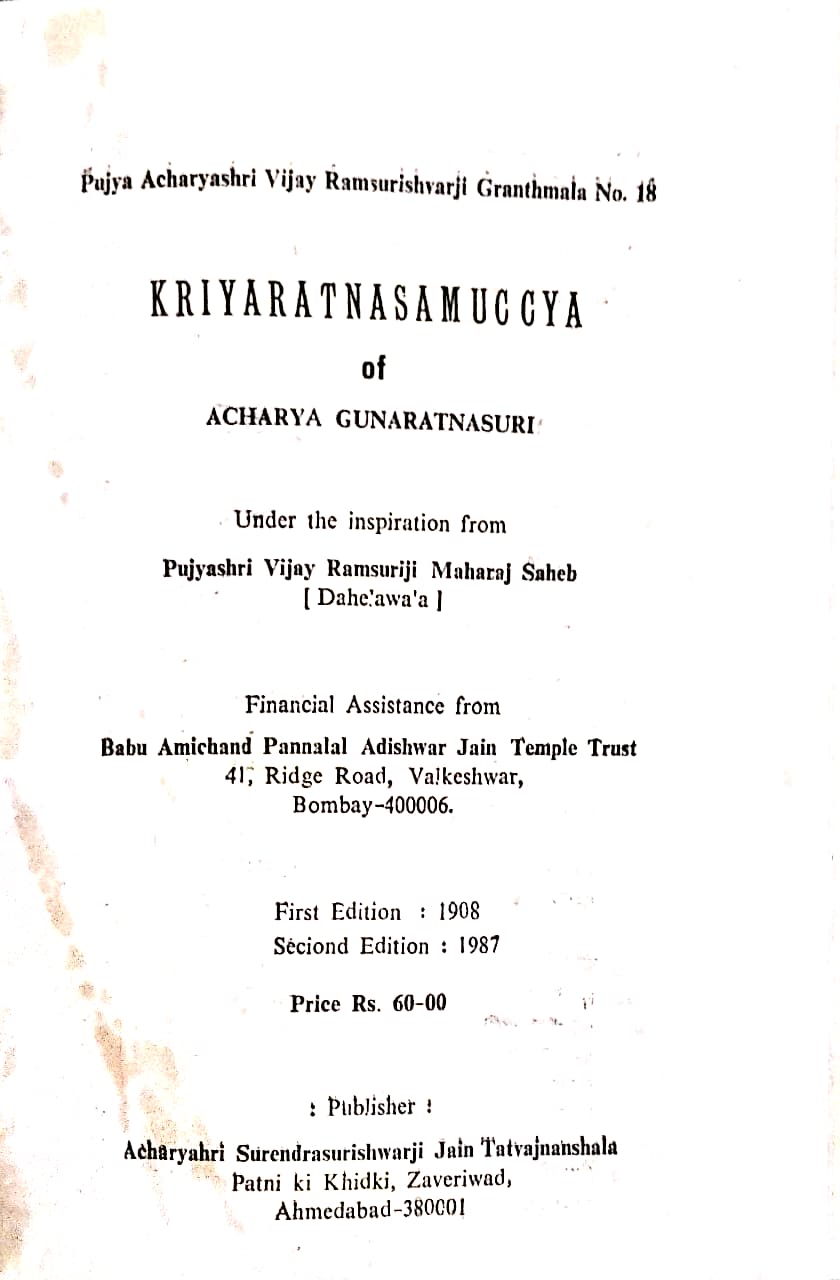 Pujya Acharyashri Vijay Ramsurishvarji Granthmala No. 18
KRIYARATNASAMUCCYA
of
ACHARYA GUNARATNASURI
Under the inspiration from
Pujyashri Vijay Ramsuriji Maharaj Saheb
[ Dahe'awa'a ]
Financial Assistance from
Babu Amichand Pannalal Adishwar Jain Temple Trust
41, Ridge Road, Valkeshwar,
Bombay-400006.
First Edition : 1908
Seciond Edition : 1987
Price Rs. 60-00
: Publisher :
Acharyahri Surendrasurishwarji Jain Tatvajnanshala
Patni ki Khidki, Zaveriwad,
Ahmedabad-380001